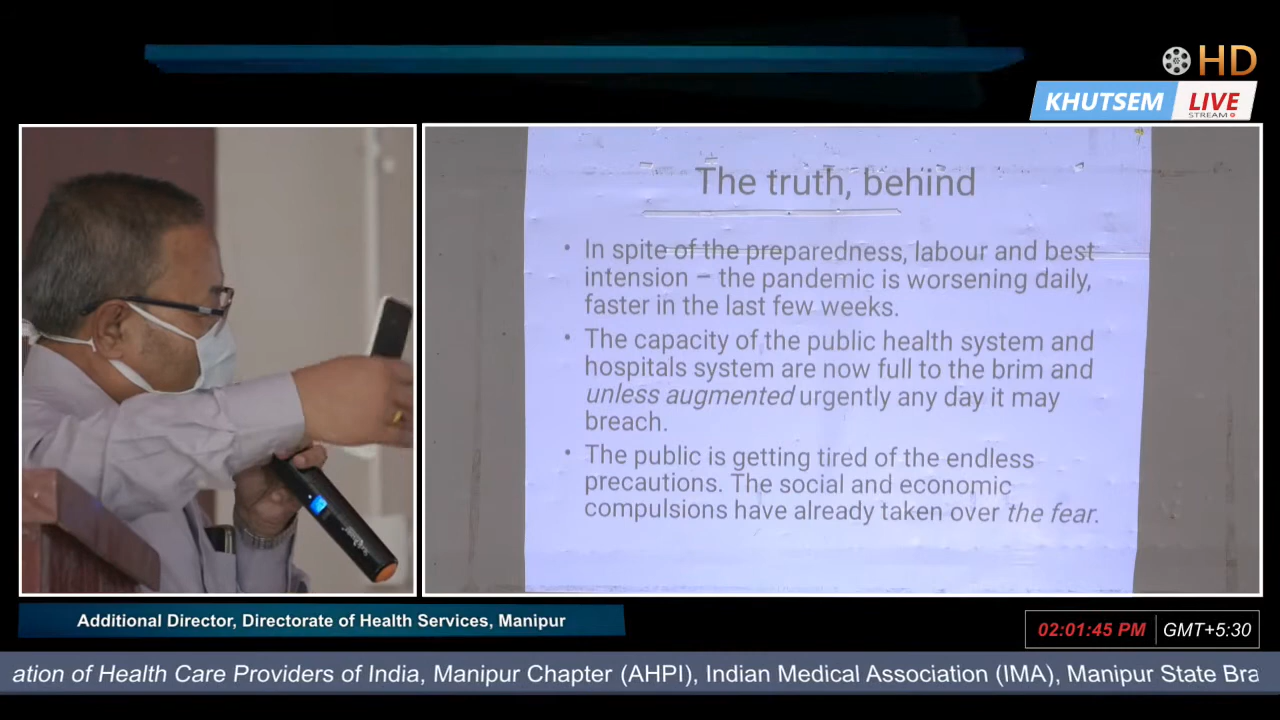 HD
KHUTSEM LIVE
STREAM
The truth, behind
• In spite of the preparedness, labour and best
intension – the pandemic is worsening daily,
faster in the last few weeks.
• The capacity of the public health system and
hospitals system are now full to the brim and
unless augmented urgently any day it may
breach.
• The public is getting tired of the endless
precautions. The social and economic
compulsions have already taken over the fear.
Additional Director, Directorate of Health Services, Manipur
02:01:45 PM GMT+5:30
ation of Health Care Providers of India, Manipur Chapter (AHPI), Indian Medical Association (IMA), Manipur State Bra